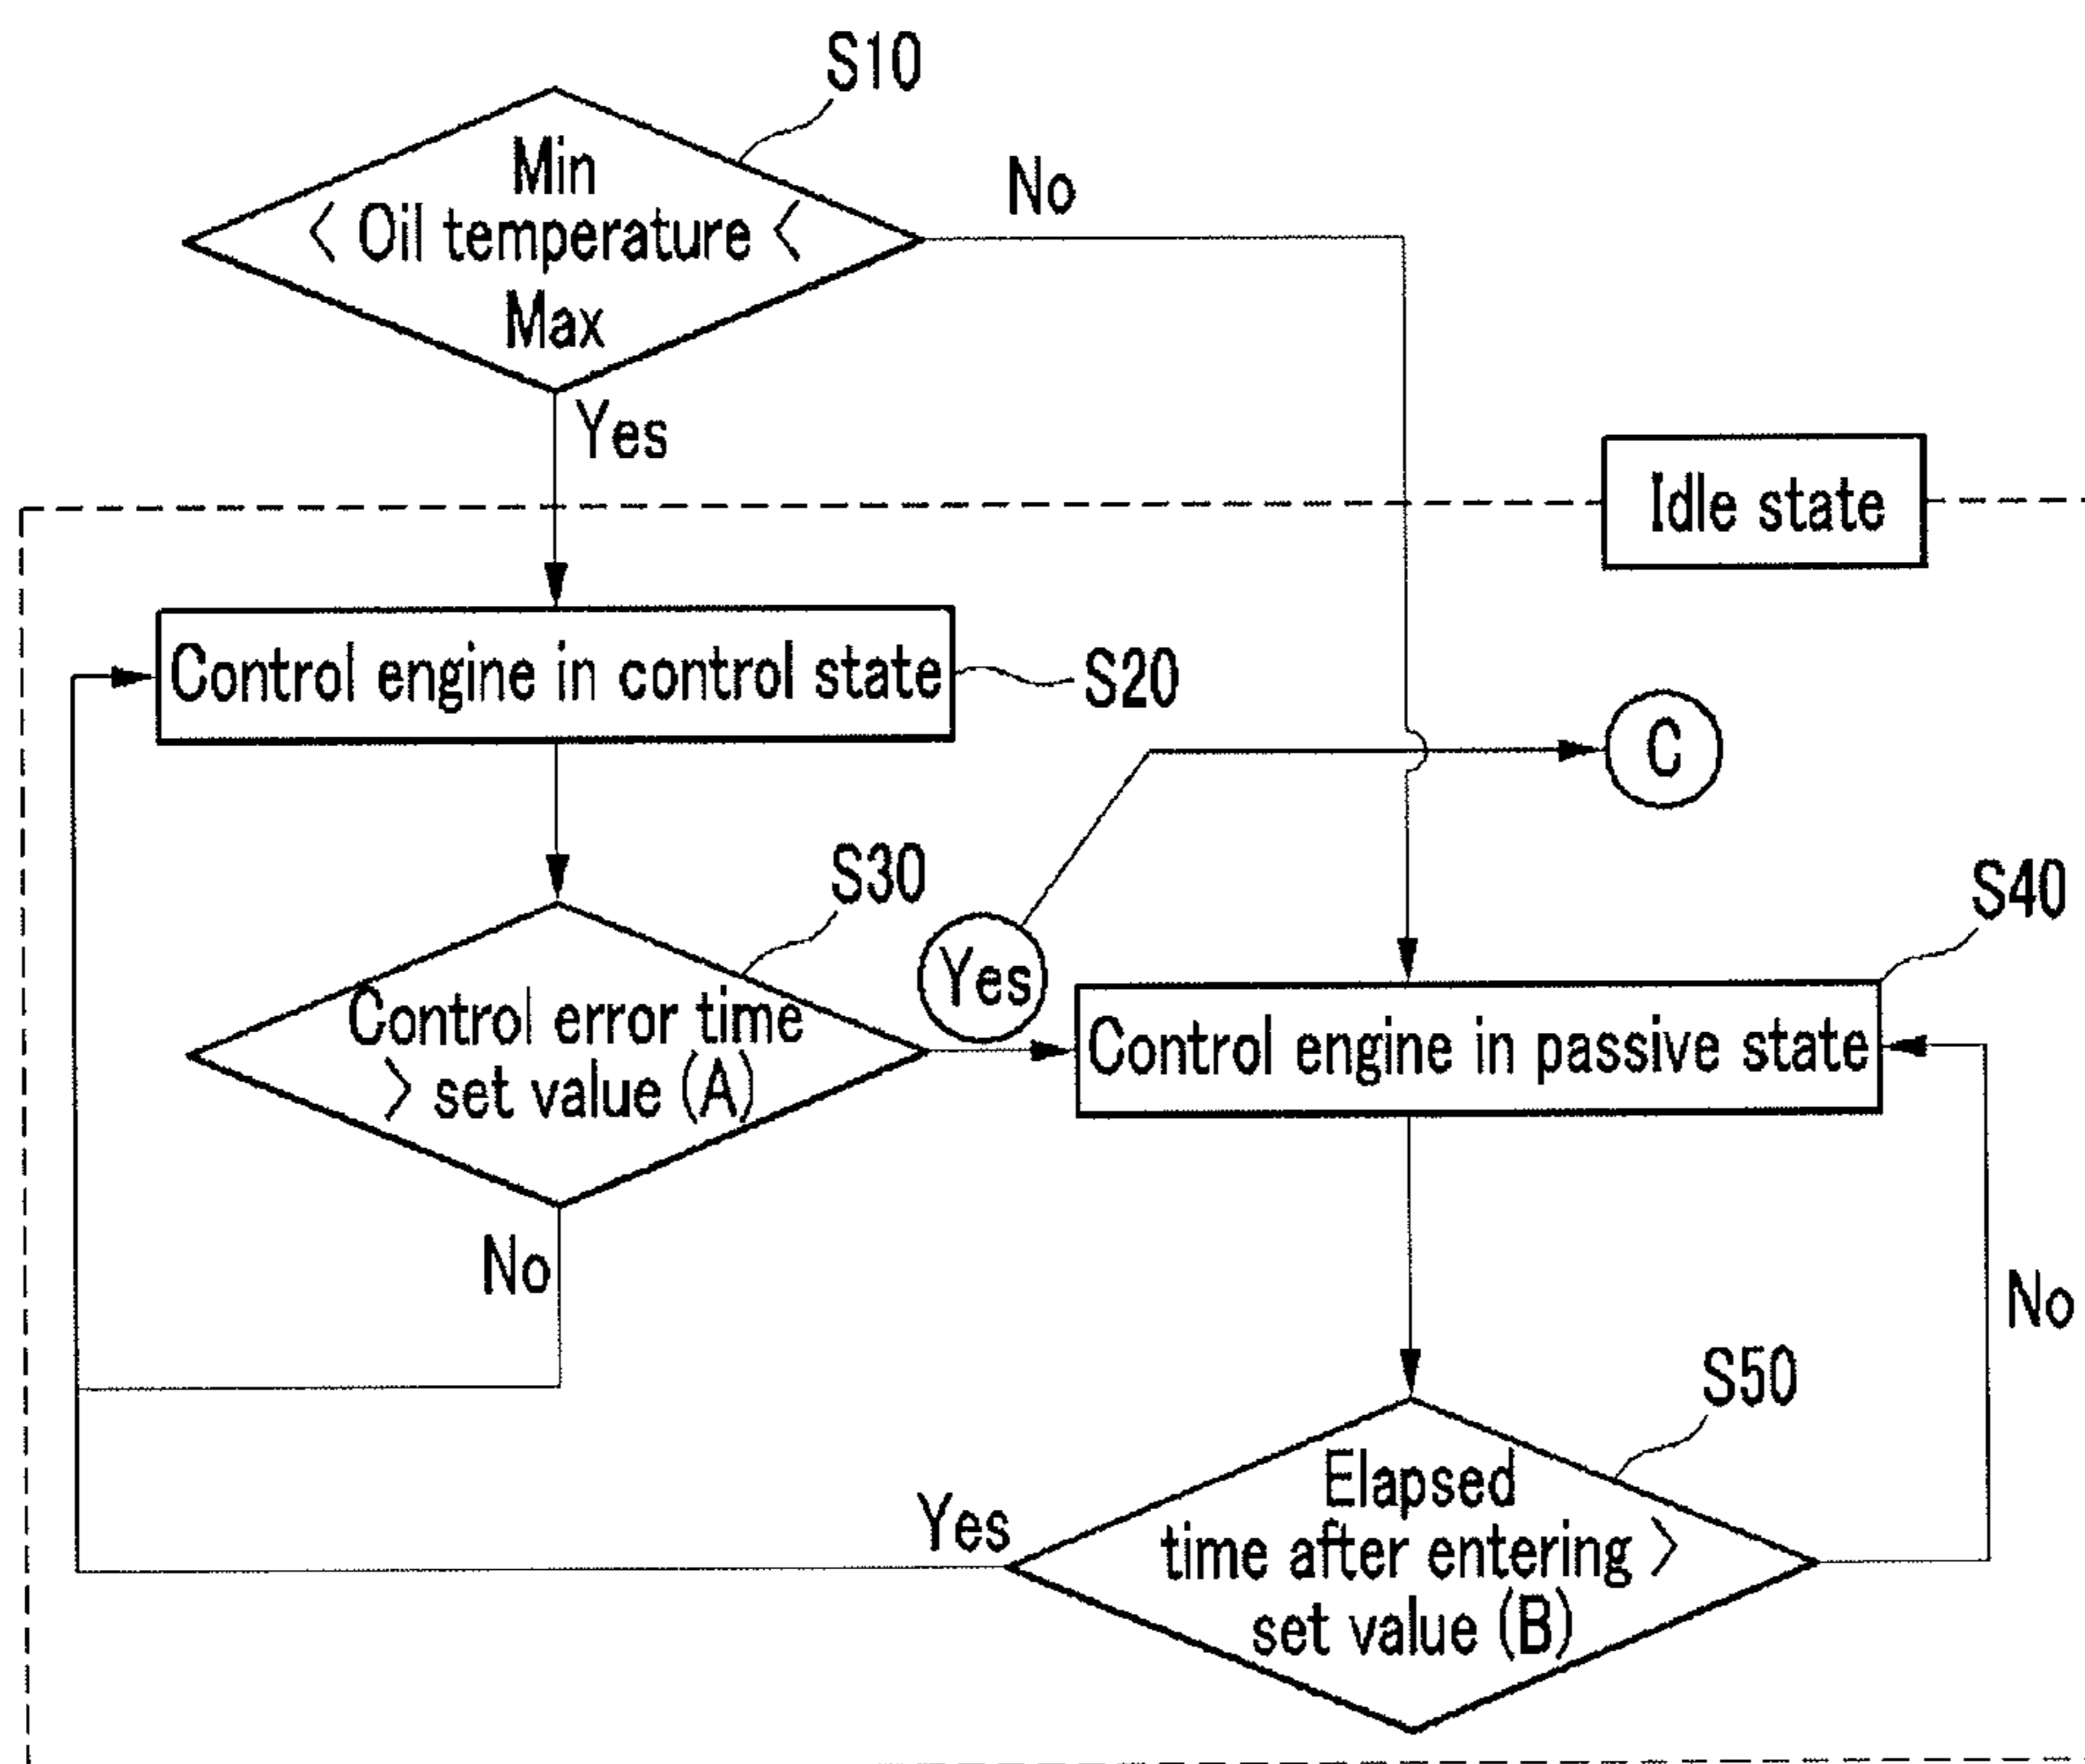 S10
Min
< Oil temperature <
Max
No
Yes
Idle state
Control engine in control state
S20
C
S30
S40
Yes
Control error time
> set value (A)
Control engine in passive state
No
No
S50
Elapsed
time after entering >
set value (B)
Yes